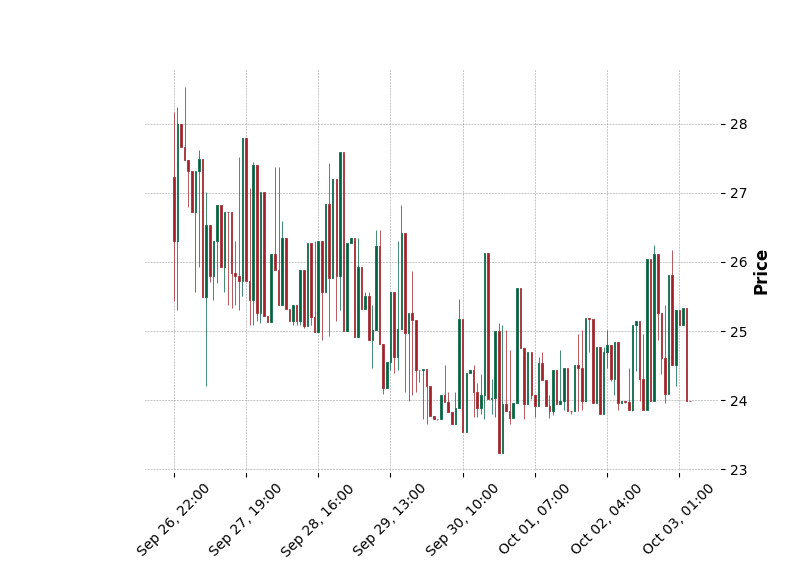 28
27
26
25
24
23
Price
Sep 26, 22:00
Sep 27, 19:00
Sep 28, 16:00
Sep 29, 13:00
Sep 30, 10:00
Oct 01, 07:00
Oct 02, 04:00
Oct 03, 01:00